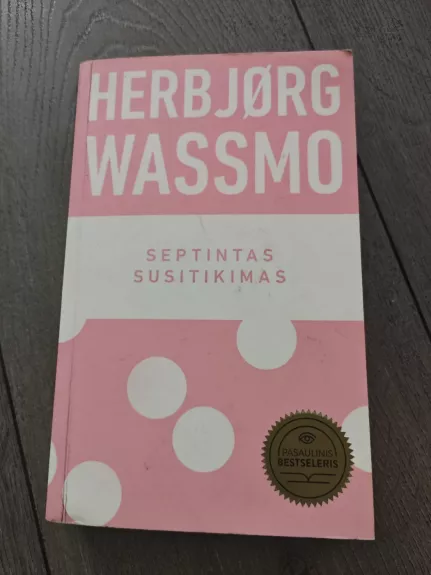 HERBJØRG
WASSMO
SEPTINTAS
SUSITIKIMAS
PASAULINIS
BESTSELERIS